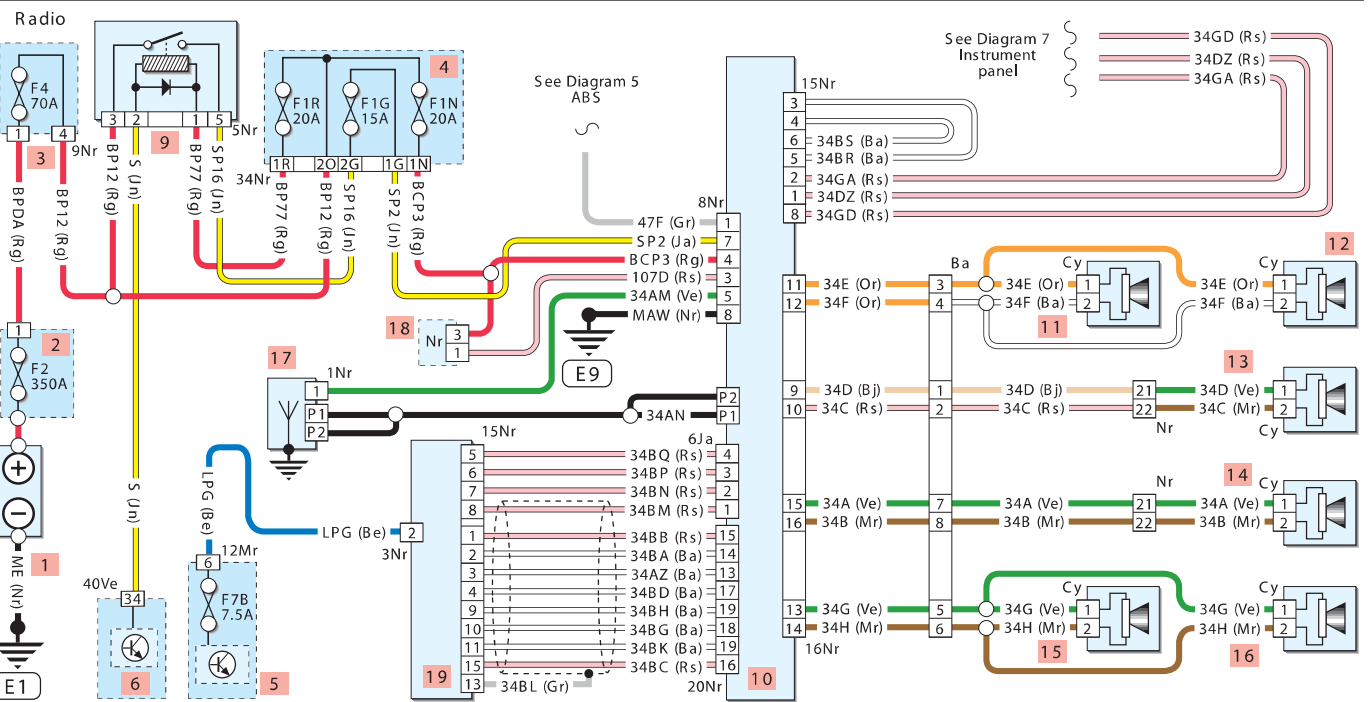 Radio
F4
70A
1
4
9Nr
3
BPDA (Rg)
BP12 (Rg)
1
2
F2
350A
+
−
1
ME (Nr)
E1
3
2
1
5
5Nr
9
BP12 (Rg)
S (Jn)
BP77 (Rg)
SP16 (Jn)
S (Jn)
40Ve
34
6
4
F1R
20A
F1G
15A
F1N
20A
1R
2O
2G
1G
1N
34Nr
BP77 (Rg)
BP12 (Rg)
SP16 (Jn)
SP2 (Jn)
BCP3 (Rg)
LPG (Be)
12Mr
6
F7B
7.5A
5
LPG (Be)
2
3Nr
17
1Nr
1
P1
P2
18
Nr
3
1
See Diagram 5
ABS
E9
8Nr
47F (Gr)
1
SP2 (Ja)
7
BCP3 (Rg)
4
107D (Rs)
3
34AM (Ve)
5
MAW (Nr)
8
34AN
P2
P1
15Nr
6Ja
5
34BQ (Rs)
4
6
34BP (Rs)
3
7
34BN (Rs)
2
8
34BM (Rs)
1
1
34BB (Rs)
15
2
34BA (Ba)
14
3
34AZ (Ba)
13
4
34BD (Ba)
17
9
34BH (Ba)
19
10
34BG (Ba)
18
11
34BK (Ba)
19
15
34BC (Rs)
16
13
34BL (Gr)
20Nr
19
10
See Diagram 7
Instrument
panel
34GD (Rs)
34DZ (Rs)
34GA (Rs)
15Nr
3
4
6
34BS (Ba)
5
34BR (Ba)
2
34GA (Rs)
1
34DZ (Rs)
8
34GD (Rs)
Ba
11
34E (Or)
3
34E (Or)
Cy
1
34E (Or)
Cy
1
12
12
34F (Or)
4
34F (Ba)
2
34F (Ba)
2
11
9
34D (Bj)
1
34D (Bj)
21
34D (Ve)
1
13
10
34C (Rs)
2
34C (Rs)
22
34C (Mr)
2
Nr
Cy
Nr
14
Cy
15
34A (Ve)
7
34A (Ve)
21
34A (Ve)
1
16
34B (Mr)
8
34B (Mr)
22
34B (Mr)
2
Cy
Cy
13
34G (Ve)
5
34G (Ve)
1
34G (Ve)
1
14
34H (Mr)
6
34H (Mr)
2
34H (Mr)
2
16Nr
15
16